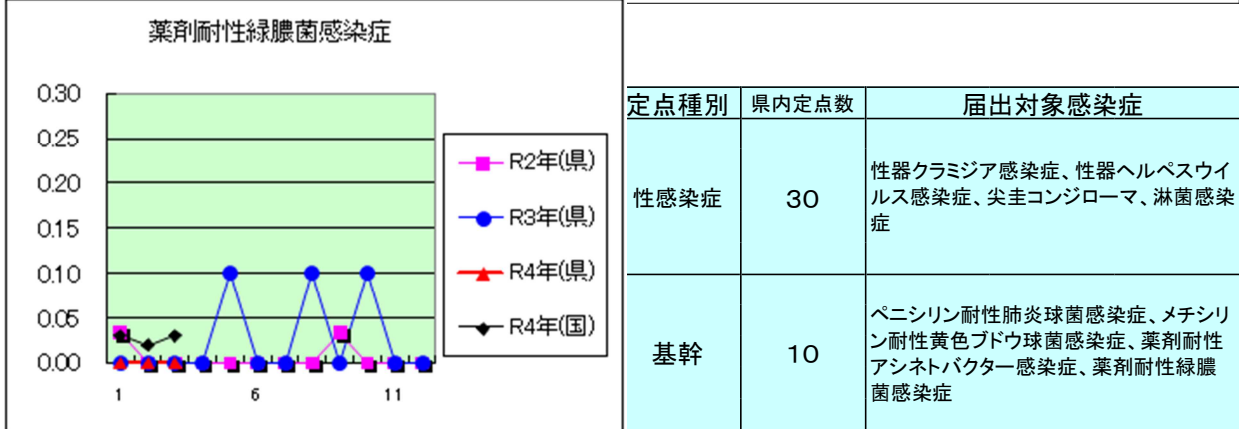 薬剤耐性緑膿菌感染症
0.30
0.25
0.20
0.15
0.10
0.05
0.00
1 6 11
R2年(県)
R3年(県)
R4年(県)
R4年(国)
定点種別 県内定点数 届出対象感染症
性感染症 30
性器クラミジア感染症、性器ヘルペスウイ
ルス感染症、尖圭コンジローマ、淋菌感染
症
基幹 10
ペニシリン耐性肺炎球菌感染症、メチシリ
ン耐性黄色ブドウ球菌感染症、薬剤耐性
アシネトバクター感染症、薬剤耐性緑膿
菌感染症